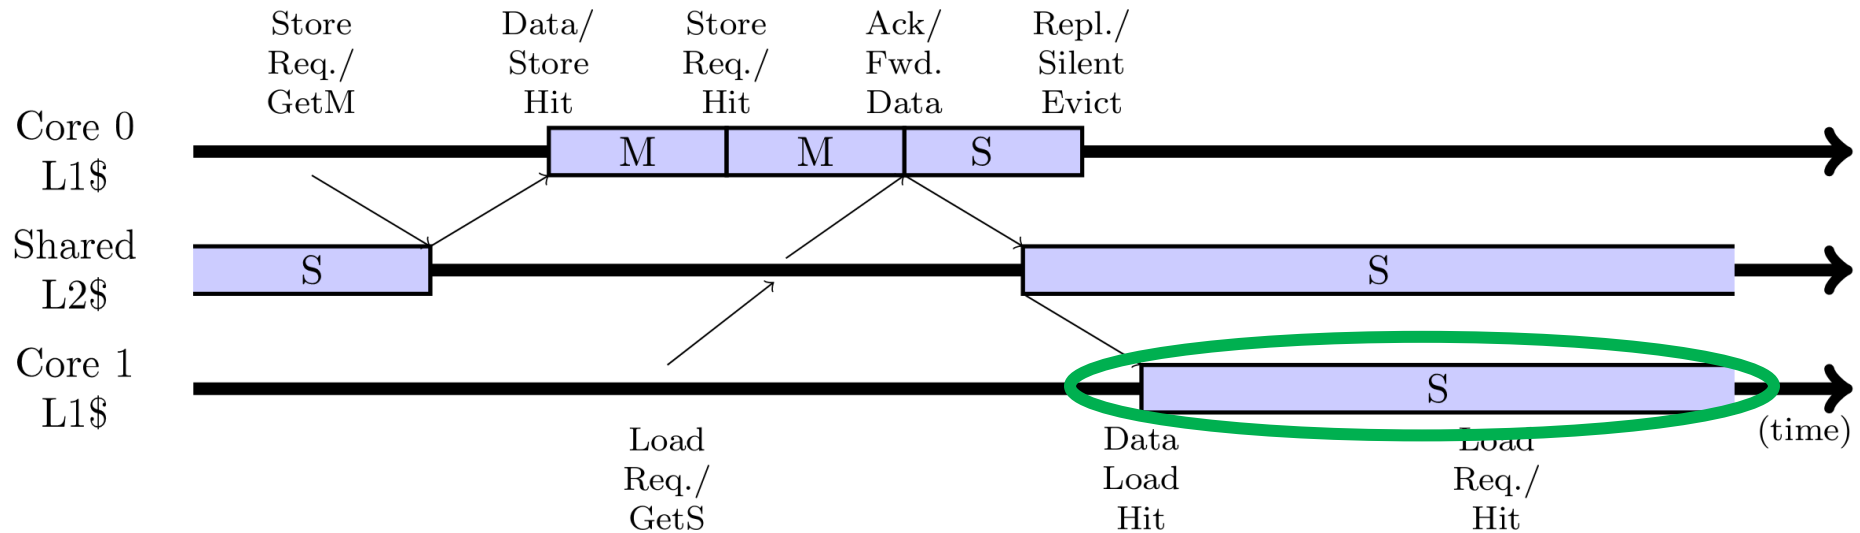 Store
Req./
GetM
Data/
Store
Hit
Store
Req./
Hit
Ack/
Fwd.
Data
Repl./
Silent
Evict
Core 0
L1$
M
M
S
Shared
L2$
S
S
Core 1
L1$
S
(time)
Load
Req./
GetS
Data
Load
Hit
Load
Req./
Hit